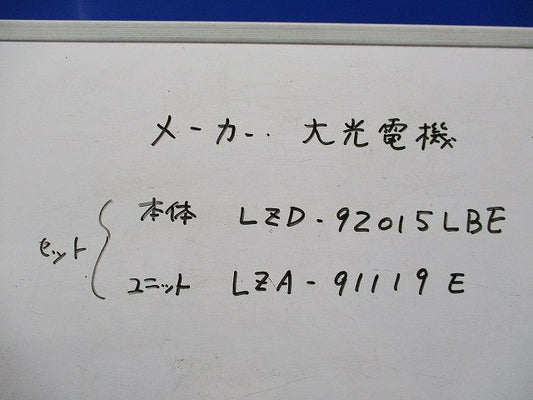 メーカー. 大光電機
本体 LZD-92015LBE
セット
ユニット LZA-91119E